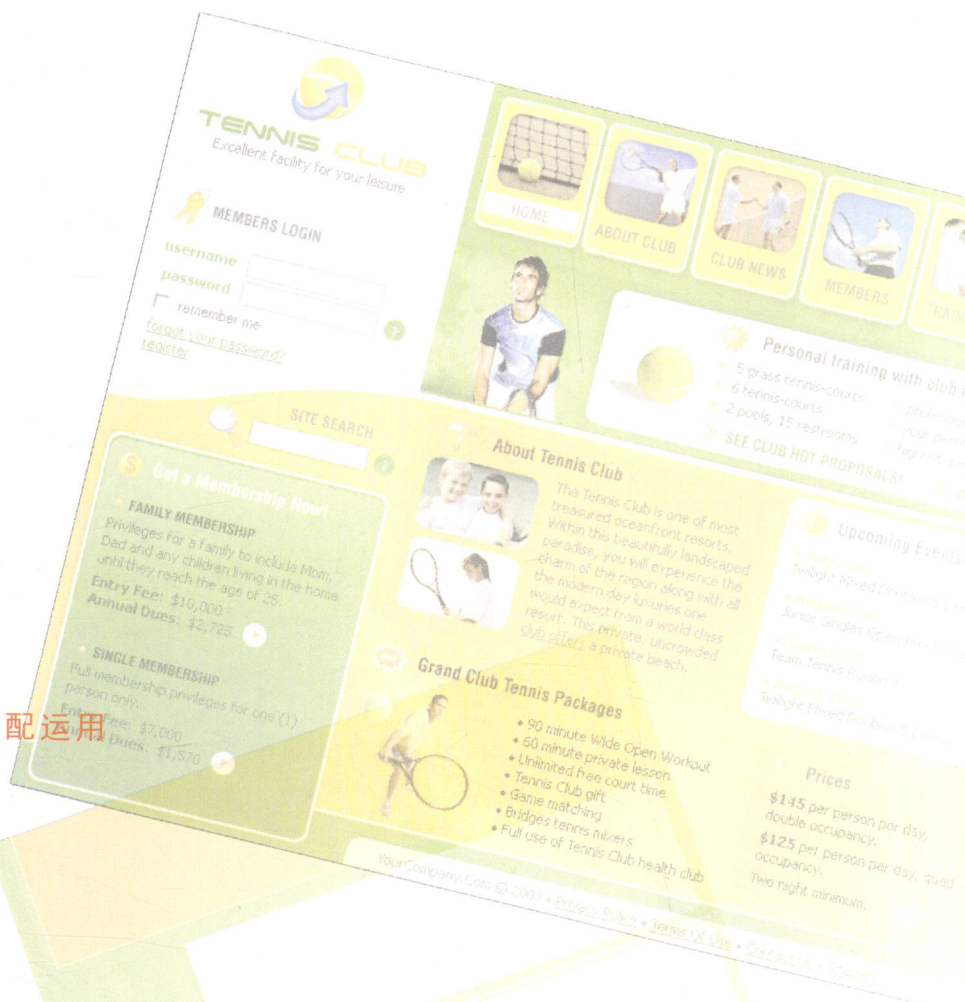 TENNIS CLUB
Excellent facility for your leisure
MEMBERS LOGIN
username
password
remember me
forgot your password?
register
HOME
ABOUT CLUB
CLUB NEWS
MEMBERS
Personal training with club
5 grass tennis-courts
6 tennis-courts
2 pools, 15 restrooms
SEE CLUB HOT PROPOSALS!
SITE SEARCH
Get a Membership Now!
FAMILY MEMBERSHIP
Privileges for a family to include Mom,
Dad and any children living in the home
until they reach the age of 25.
Entry Fee: $10,000
Annual Dues: $2,725
SINGLE MEMBERSHIP
Full membership privileges for one (1)
person only.
Entry Fee: $7,000
Annual Dues: $1,570
配运用
About Tennis Club
The Tennis Club is one of most
treasured oceanfront resorts.
Within this beautifully landscaped
paradise, you will experience the
charm of the region along with all
the modern day luxuries one
would expect from a world class
resort. This private, uncrowded
club offers a private beach.
Grand Club Tennis Packages
• 90 minute Wide Open Workout
• 60 minute private lesson
• Unlimited free court time
• Tennis Club gift
• Game matching
• Bridges tennis mixers
• Full use of Tennis Club health club
Upcoming Events
Twilight Mixed Doubles
Junior Singles Open
Team Tennis Round
Twilight Mixed Doubles
Prices
$145 per person per day,
double occupancy.
$125 per person per day, quad
occupancy.
Two night minimum.
YourCompany.Com © 2003 • Privacy Policy • Terms Of Use • Contact Us •